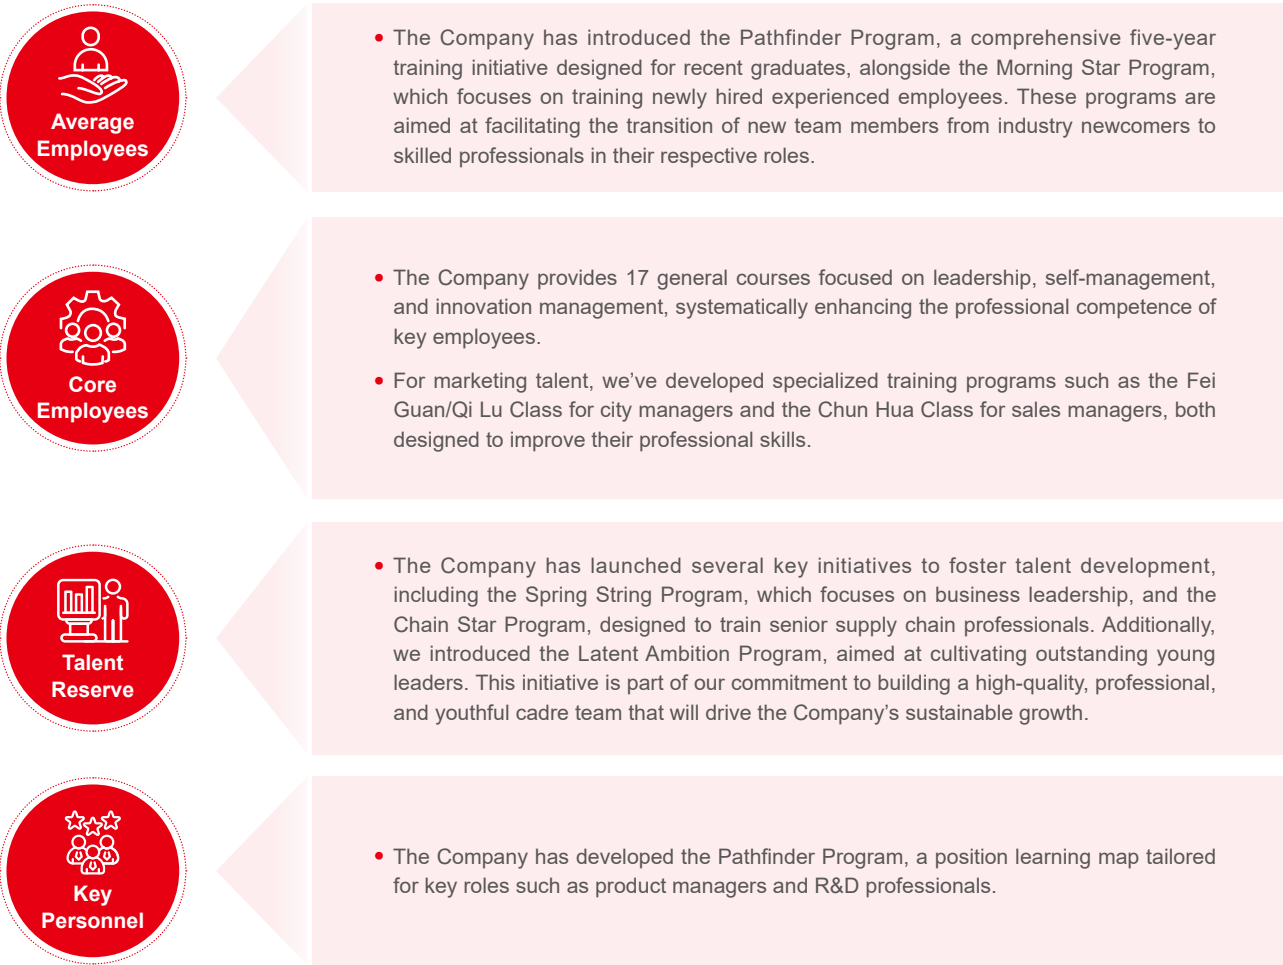 Average
Employees
The Company has introduced the Pathfinder Program, a comprehensive five-year
training initiative designed for recent graduates, alongside the Morning Star Program,
which focuses on training newly hired experienced employees. These programs are
aimed at facilitating the transition of new team members from industry newcomers to
skilled professionals in their respective roles.
Core
Employees
The Company provides 17 general courses focused on leadership, self-management,
and innovation management, systematically enhancing the professional competence of
key employees.
For marketing talent, we’ve developed specialized training programs such as the Fei
Guan/Qi Lu Class for city managers and the Chun Hua Class for sales managers, both
designed to improve their professional skills.
Talent
Reserve
The Company has launched several key initiatives to foster talent development,
including the Spring String Program, which focuses on business leadership, and the
Chain Star Program, designed to train senior supply chain professionals. Additionally,
we introduced the Latent Ambition Program, aimed at cultivating outstanding young
leaders. This initiative is part of our commitment to building a high-quality, professional,
and youthful cadre team that will drive the Company’s sustainable growth.
Key
Personnel
The Company has developed the Pathfinder Program, a position learning map tailored
for key roles such as product managers and R&D professionals.